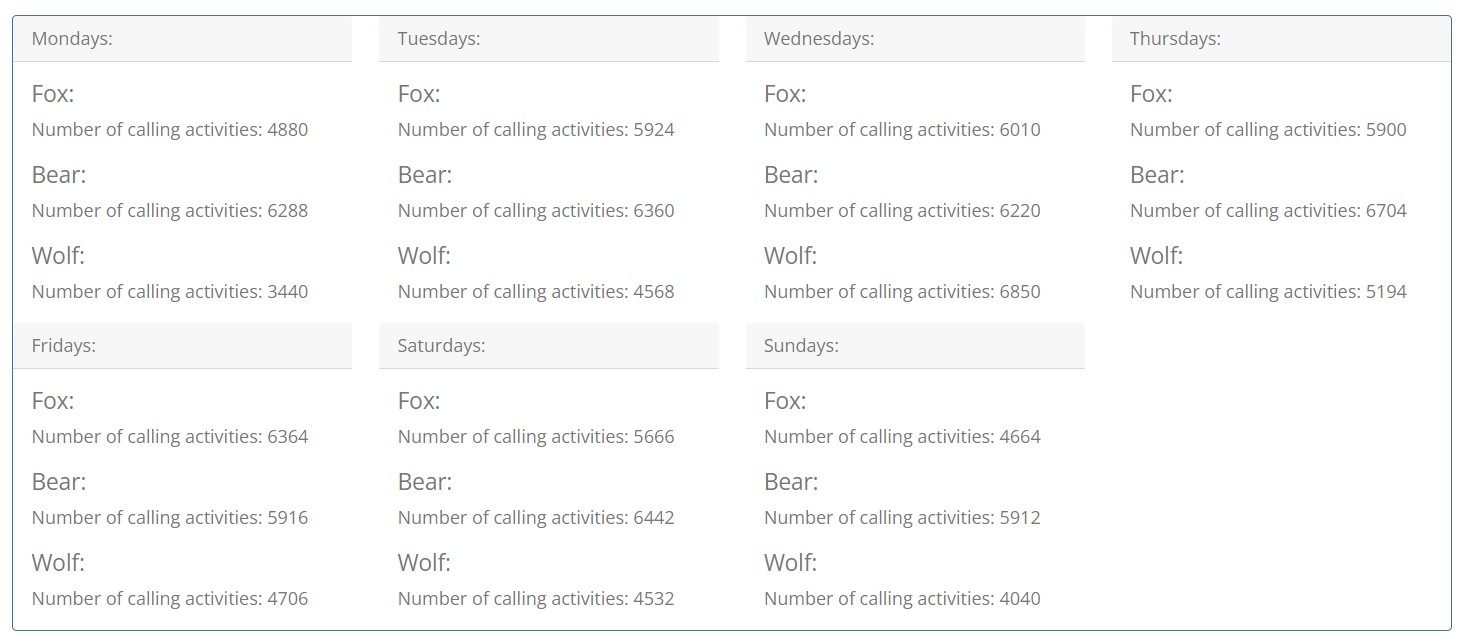 Mondays:
Fox:
Number of calling activities: 4880
Bear:
Number of calling activities: 6288
Wolf:
Number of calling activities: 3440
Tuesdays:
Fox:
Number of calling activities: 5924
Bear:
Number of calling activities: 6360
Wolf:
Number of calling activities: 4568
Wednesdays:
Fox:
Number of calling activities: 6010
Bear:
Number of calling activities: 6220
Wolf:
Number of calling activities: 6850
Thursdays:
Fox:
Number of calling activities: 5900
Bear:
Number of calling activities: 6704
Wolf:
Number of calling activities: 5194
Fridays:
Fox:
Number of calling activities: 6364
Bear:
Number of calling activities: 5916
Wolf:
Number of calling activities: 4706
Saturdays:
Fox:
Number of calling activities: 5666
Bear:
Number of calling activities: 6442
Wolf:
Number of calling activities: 4532
Sundays:
Fox:
Number of calling activities: 4664
Bear:
Number of calling activities: 5912
Wolf:
Number of calling activities: 4040